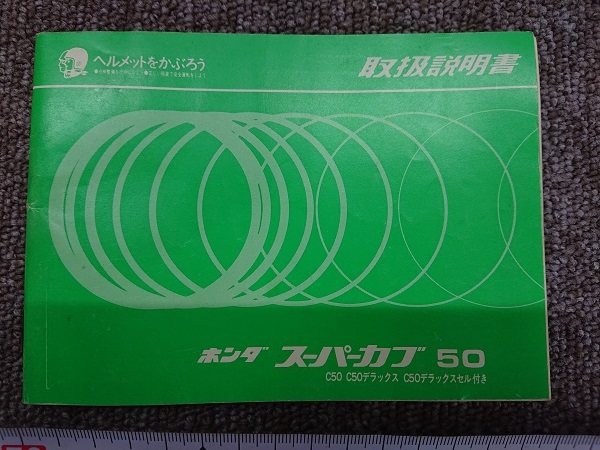 ヘルメットをかぶろう
取扱説明書
ホンダ スーパーカブ 50
C50 C50デラックス C50デラックスセル付き